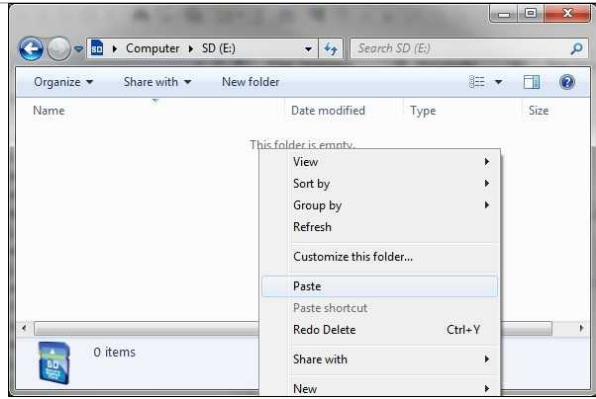 SD ▸ Computer ▸ SD (E:) Search SD (E:)
Organize Share with New folder
Name Date modified Type Size
This folder is empty.
View
Sort by
Group by
Refresh
Customize this folder...
Paste
Paste shortcut
Redo Delete Ctrl+Y
Share with
New
0 items
SD